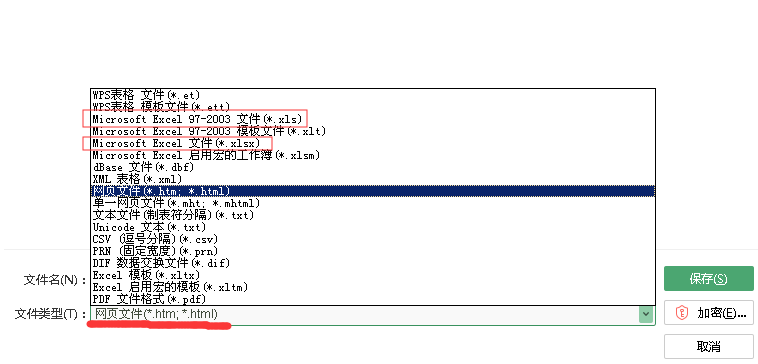 WPS表格 文件(*.et)
WPS表格 模板文件(*.ett)
Microsoft Excel 97-2003 文件(*.xls)
Microsoft Excel 97-2003 模板文件(*.xlt)
Microsoft Excel 文件(*.xlsx)
Microsoft Excel 启用宏的工作簿(*.xlsm)
dBase 文件(*.dbf)
XML 表格(*.xml)
网页文件(*.htm; *.html)
单一网页文件(*.mht; *.mhtml)
文本文件(制表符分隔)(*.txt)
Unicode 文本(*.txt)
CSV (逗号分隔)(*.csv)
PRN (固定宽度)(*.prn)
DIF 数据交换文件(*.dif)
Excel 模板(*.xltx)
Excel 启用宏的模板(*.xltm)
PDF 文件格式(*.pdf)
文件名(N)：
保存(S)
文件类型(T)： 网页文件(*.htm; *.html)
加密(E)...
取消